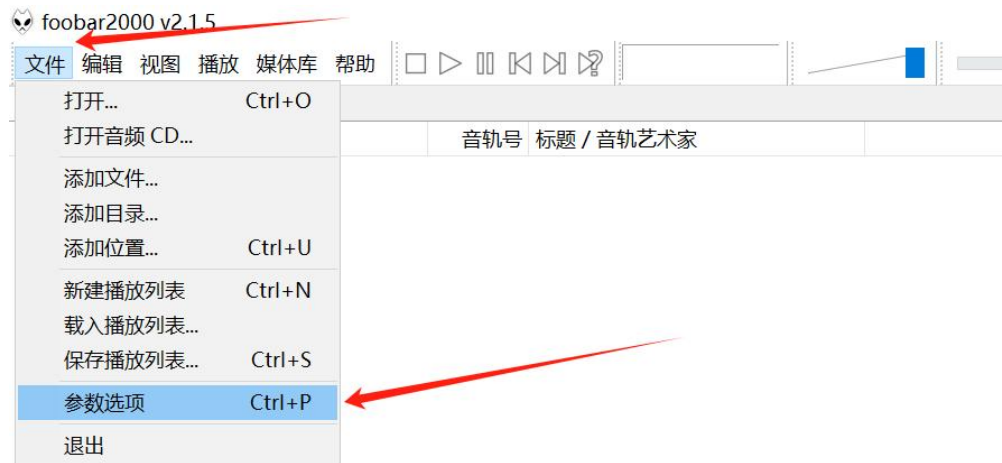 foobar2000 v2.1.5
文件 编辑 视图 播放 媒体库 帮助
打开... Ctrl+O
打开音频 CD...
音轨号 标题 / 音轨艺术家
添加文件...
添加目录...
添加位置... Ctrl+U
新建播放列表 Ctrl+N
载入播放列表...
保存播放列表... Ctrl+S
参数选项 Ctrl+P
退出